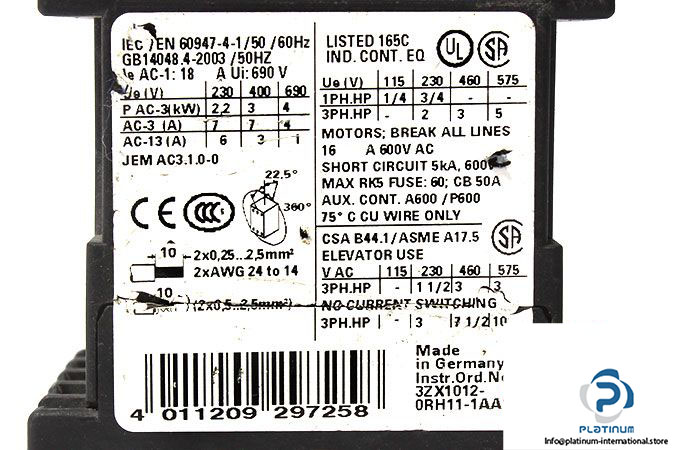 IEC / EN 60947-4-1/50 /60Hz
GB14048.4-2003 /50HZ
Ie AC-1: 18 A Ui: 690 V
Ue (V) 230 400 690
P AC-3(kW) 2,2 3 4
AC-3 (A) 7 7 4
AC-13 (A) 6 3 1
JEM AC3.1.0-0
22.5°
360°
CE CCC
10
2x0,25...2,5mm²
2xAWG 24 to 14
10
(2x0,5...2,5mm²)
LISTED 165C
IND. CONT. EQ
UL SA
Ue (V) 115 230 460 575
1PH.HP 1/4 3/4 - -
3PH.HP - 2 3 5
MOTORS; BREAK ALL LINES
16 A 600V AC
SHORT CIRCUIT 5kA, 600V
MAX RK5 FUSE: 60; CB 50A
AUX. CONT. A600 /P600
75° C CU WIRE ONLY
CSA B44.1/ASME A17.5
SA
ELEVATOR USE
V AC 115 230 460 575
3PH.HP - 1 1/2 3 3
NO CURRENT SWITCHING
3PH.HP - 3 7 1/2 10
4 011209 297258
Made
in Germany
Instr.Ord.N
3ZX1012-
0RH11-1AA
PLATINUM
info@platinum-international.store